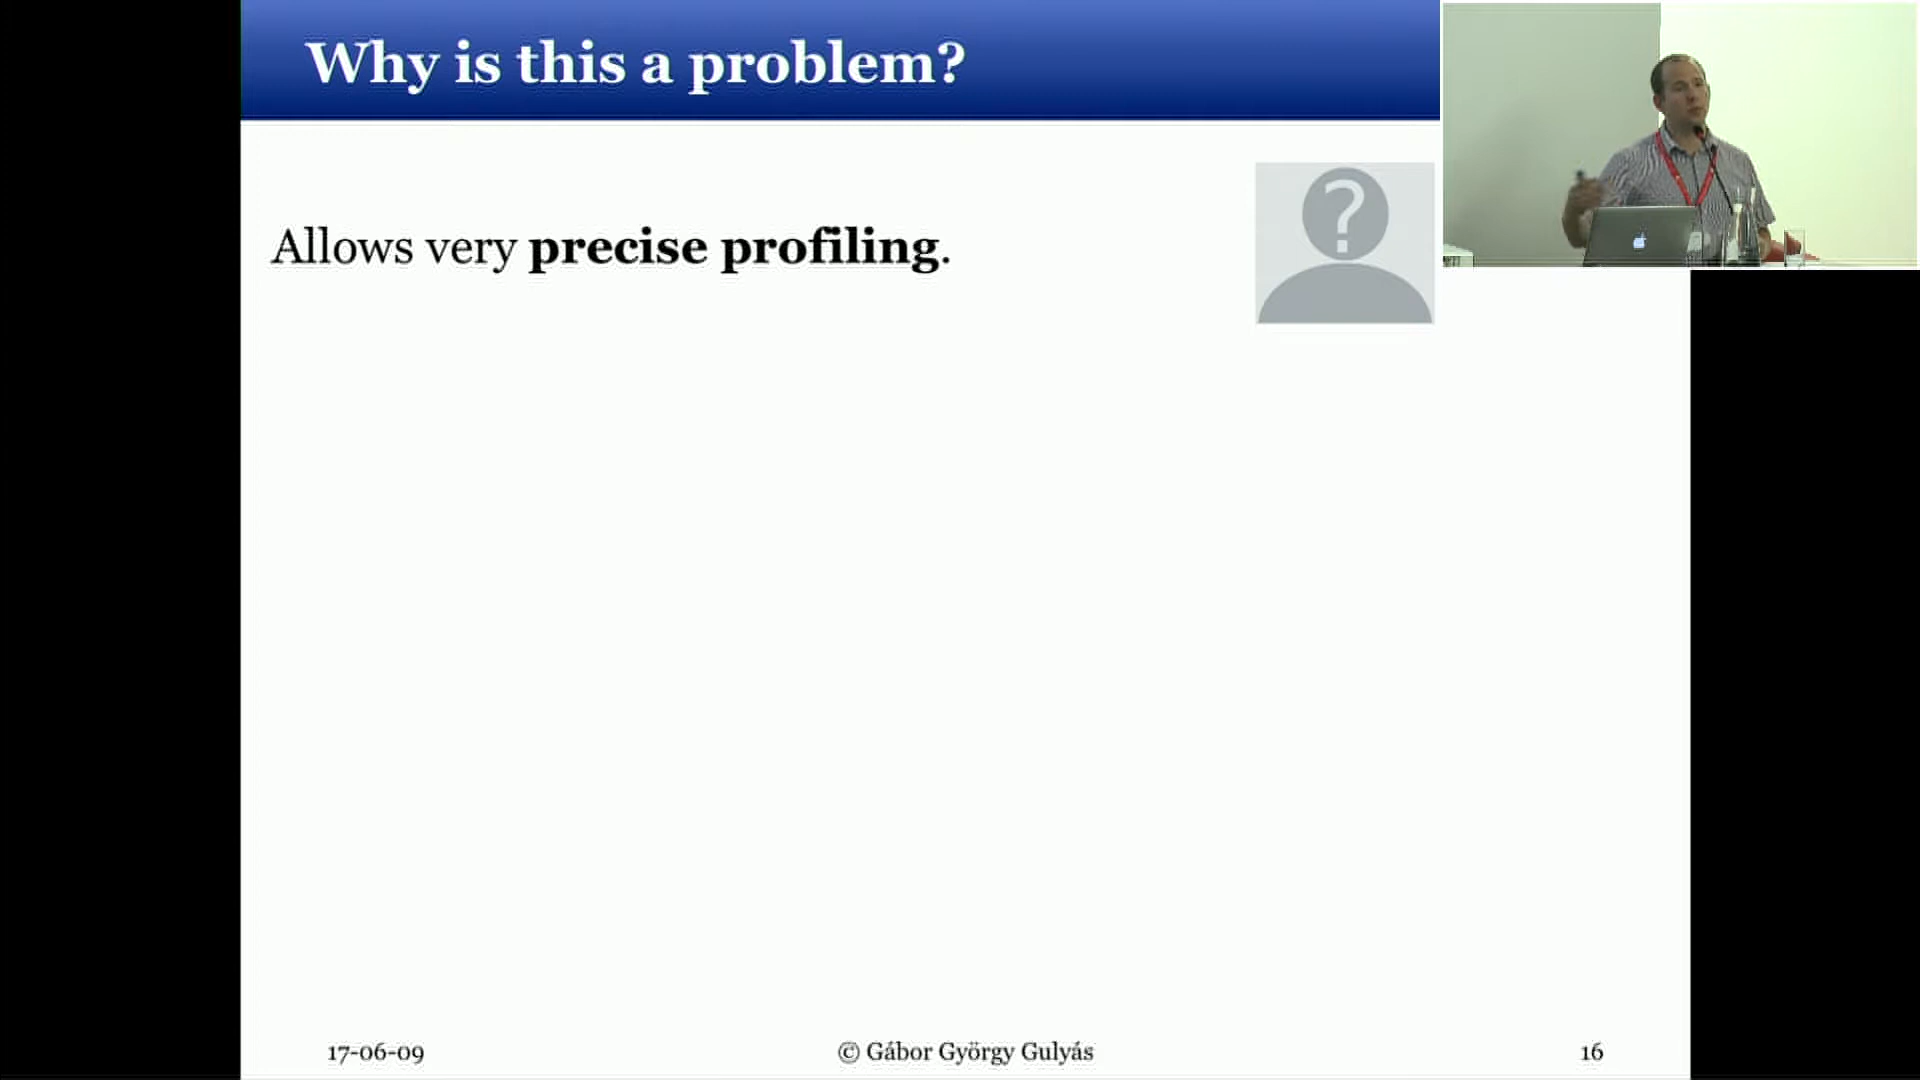 Why is this a problem?
Allows very precise profiling.
?
17-06-09
© Gábor György Gulyás
16